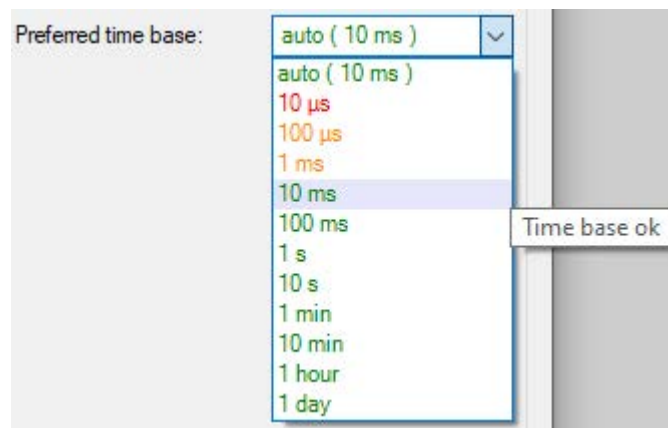 Preferred time base:
auto ( 10 ms )
auto ( 10 ms )
10 µs
100 µs
1 ms
10 ms
100 ms
Time base ok
1 s
10 s
1 min
10 min
1 hour
1 day